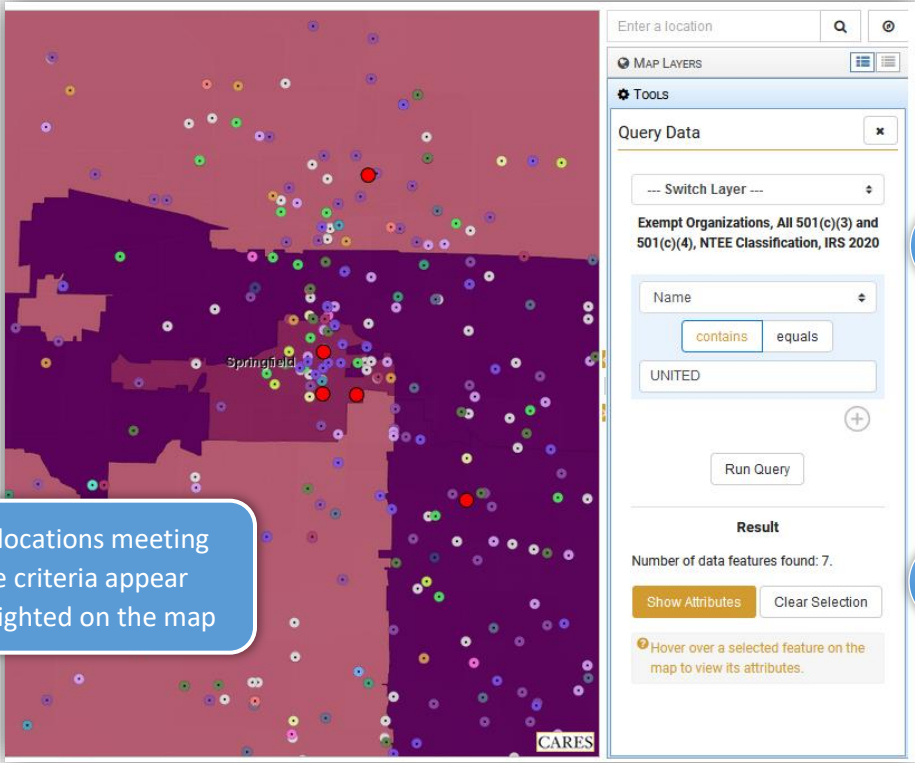 Enter a location
MAP LAYERS
TOOLS
Query Data
--- Switch Layer ---
Exempt Organizations, All 501(c)(3) and
501(c)(4), NTEE Classification, IRS 2020
Name
contains equals
UNITED
Run Query
Result
Number of data features found: 7.
Show Attributes Clear Selection
Hover over a selected feature on the
map to view its attributes.
Springfield
locations meeting
criteria appear
ighted on the map
CARES